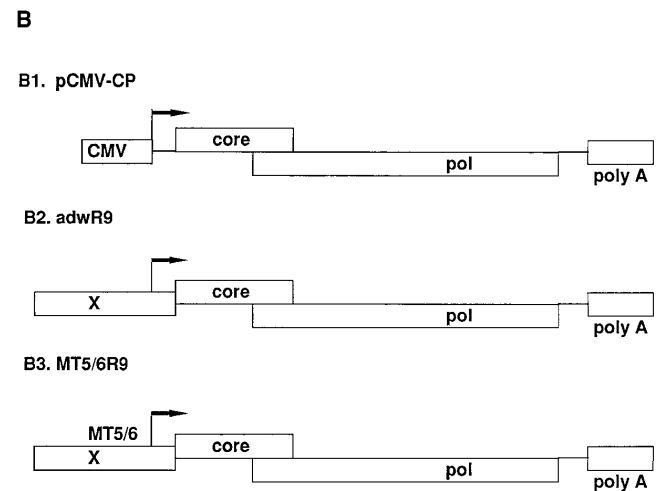 B
B1. pCMV-CP
CMV
core
pol
poly A
B2. adwR9
X
core
pol
poly A
B3. MT5/6R9
MT5/6
X
core
pol
poly A